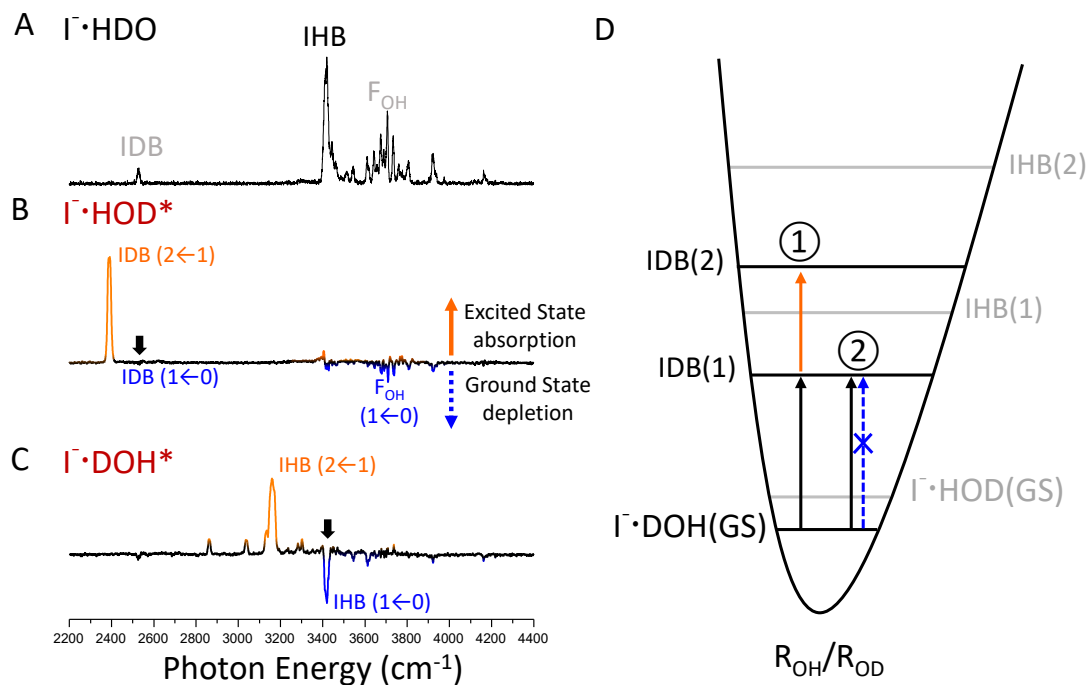 A
I⁻·HDO
IHB
F_OH
IDB
B
I⁻·HOD*
IDB (2←1)
IDB (1←0)
F_OH
(1←0)
Excited State
absorption
Ground State
depletion
C
I⁻·DOH*
IHB (2←1)
IHB (1←0)
2200 2400 2600 2800 3000 3200 3400 3600 3800 4000 4200 4400
Photon Energy (cm⁻¹)
D
IHB(2)
①
IDB(2)
IHB(1)
②
IDB(1)
I⁻·HOD(GS)
I⁻·DOH(GS)
R_OH/R_OD